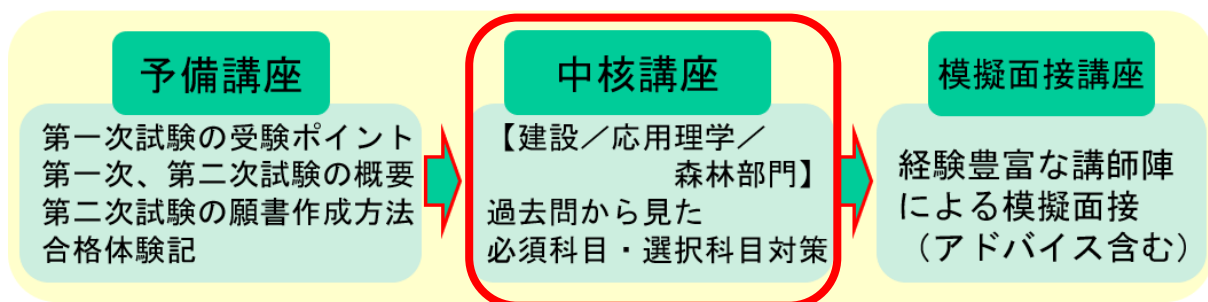 予備講座
第一次試験の受験ポイント
第一次、第二次試験の概要
第二次試験の願書作成方法
合格体験記
中核講座
【建設／応用理学／
森林部門】
過去問から見た
必須科目・選択科目対策
模擬面接講座
経験豊富な講師陣
による模擬面接
（アドバイス含む）